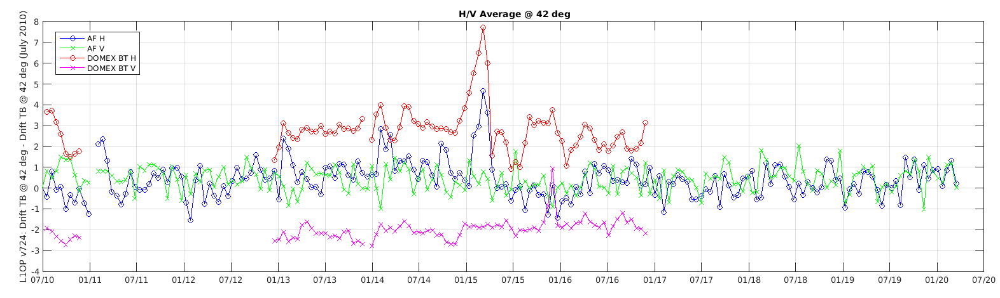 H/V Average @ 42 deg
L1OP v724: Drift TB @ 42 deg - Drift TB @ 42 deg (July 2010)
AF H
AF V
DOMEX BT H
DOMEX BT V
8
7
6
5
4
3
2
1
0
-1
-2
-3
-4
07/10 01/11 07/11 01/12 07/12 01/13 07/13 01/14 07/14 01/15 07/15 01/16 07/16 01/17 07/17 01/18 07/18 01/19 07/19 01/20 07/20